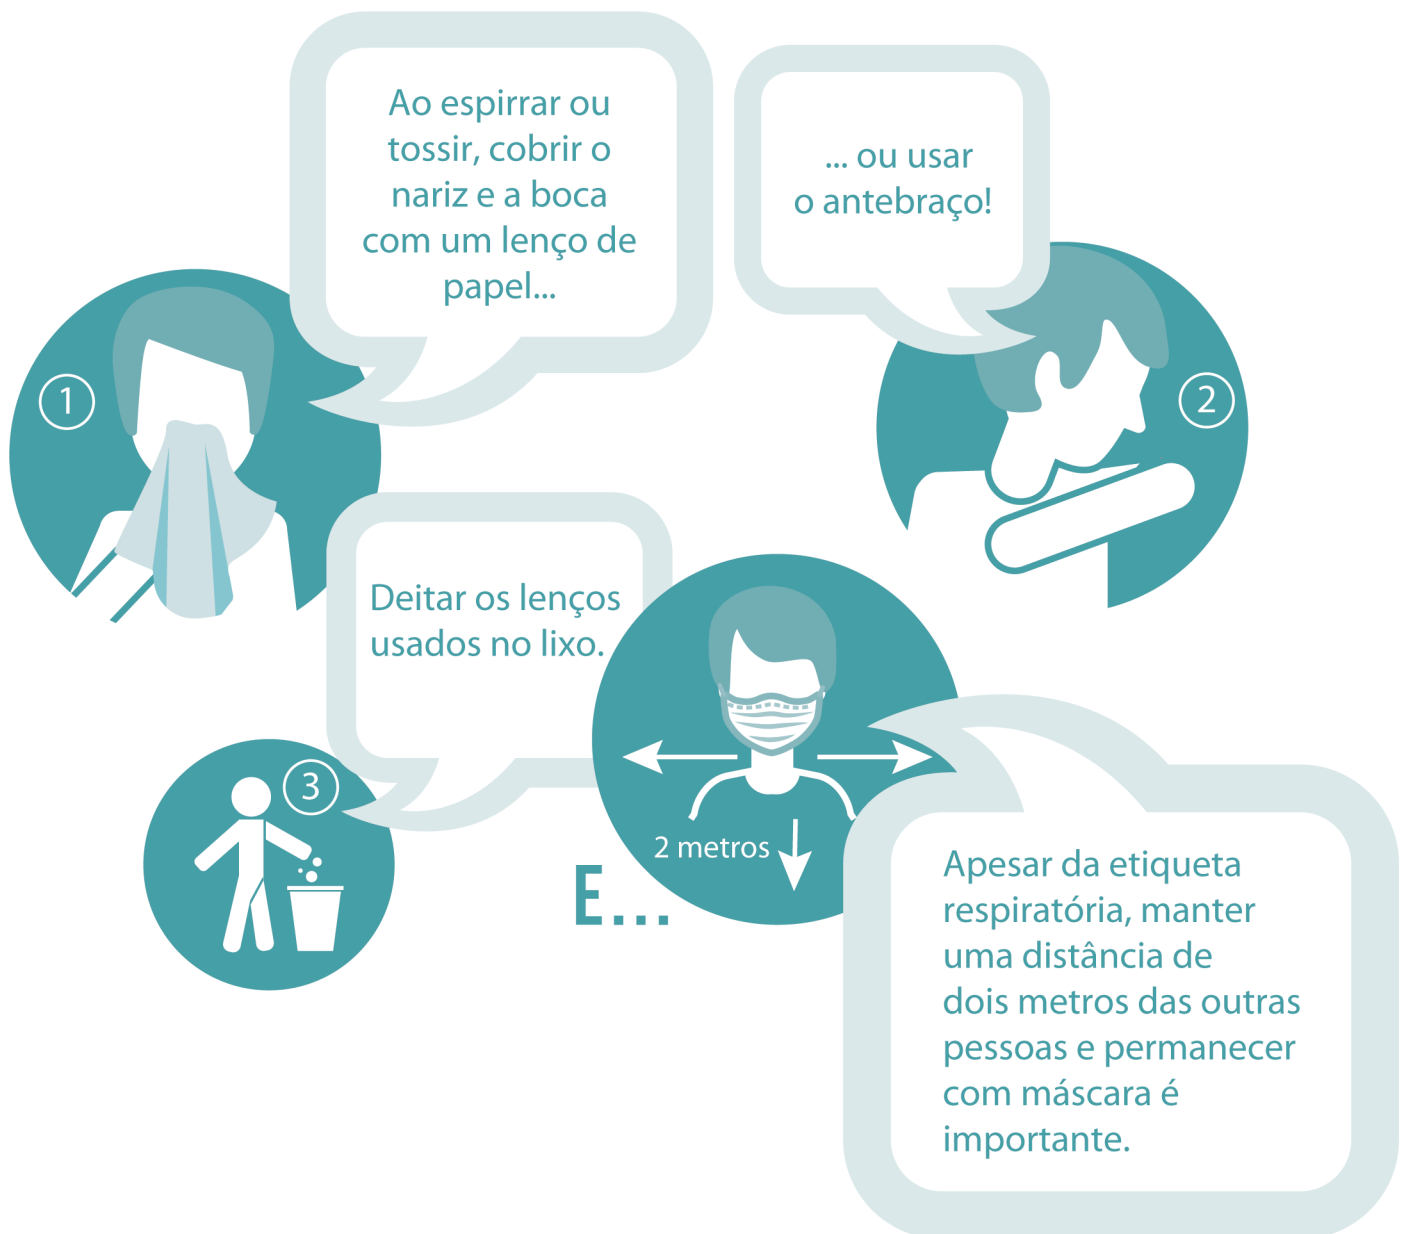 Ao espirrar ou
tossir, cobrir o
nariz e a boca
com um lenço de
papel...
1
... ou usar
o antebraço!
2
Deitar os lenços
usados no lixo.
3
E...
2 metros
Apesar da etiqueta
respiratória, manter
uma distância de
dois metros das outras
pessoas e permanecer
com máscara é
importante.